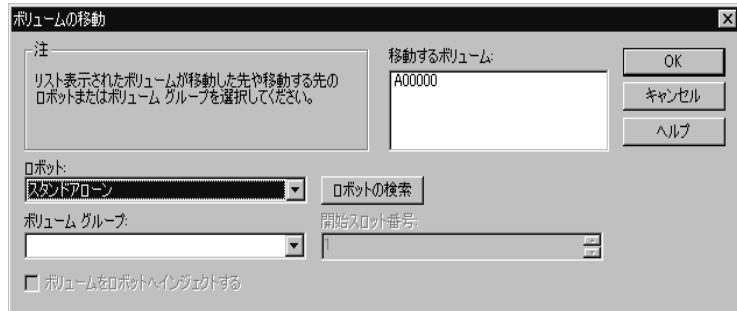 ボリュームの移動
注
リスト表示されたボリュームが移動した先や移動する先の
ロボットまたはボリューム グループを選択してください。
移動するボリューム:
A00000
OK
キャンセル
ヘルプ
ロボット:
スタンドアローン
ロボットの検索
ボリューム グループ:
開始スロット番号:
1
ボリュームをロボットへインジェクトする